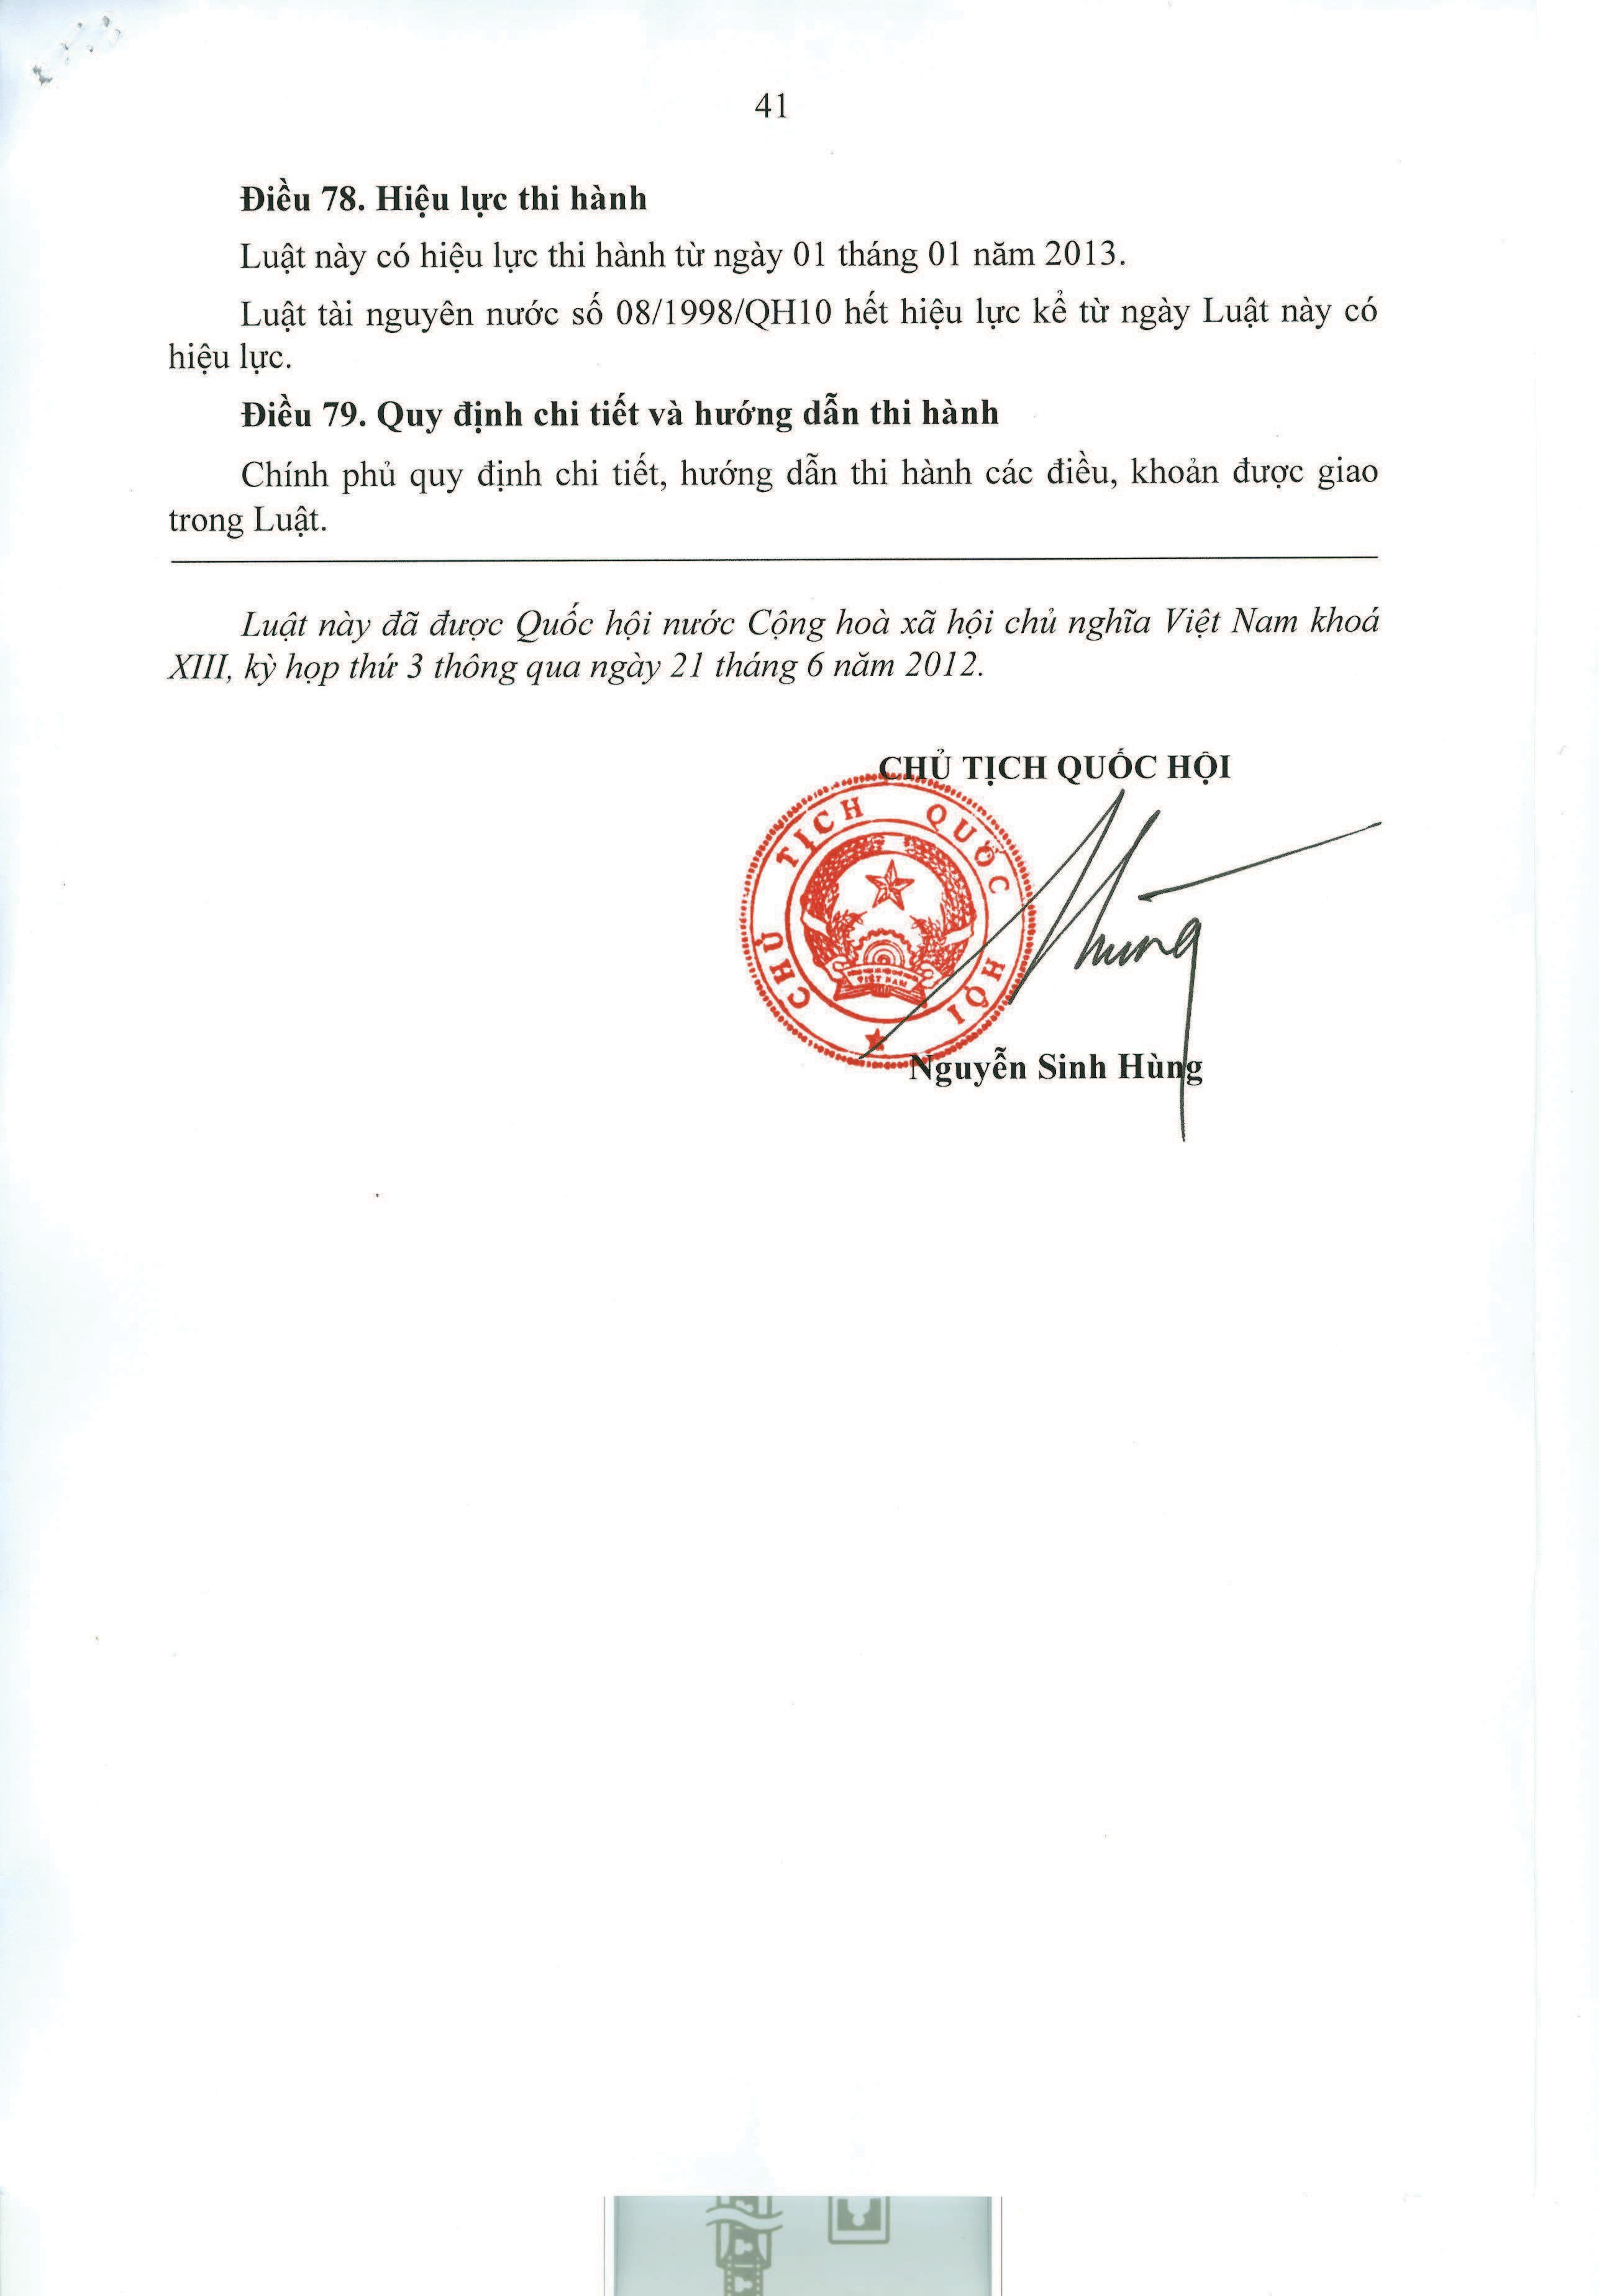 41
Điều 78. Hiệu lực thi hành
Luật này có hiệu lực thi hành từ ngày 01 tháng 01 năm 2013.
Luật tài nguyên nước số 08/1998/QH10 hết hiệu lực kể từ ngày Luật này có
hiệu lực.
Điều 79. Quy định chi tiết và hướng dẫn thi hành
Chính phủ quy định chi tiết, hướng dẫn thi hành các điều, khoản được giao
trong Luật.
Luật này đã được Quốc hội nước Cộng hoà xã hội chủ nghĩa Việt Nam khoá
XIII, kỳ họp thứ 3 thông qua ngày 21 tháng 6 năm 2012.
CHỦ TỊCH QUỐC HỘI
CHỦ TỊCH QUỐC HỘI
VIỆT NAM
Hùng
Nguyễn Sinh Hùng